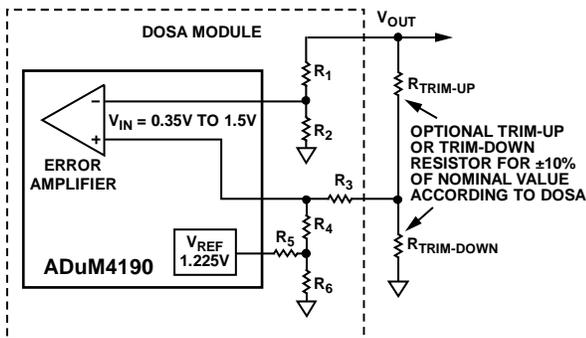 DOSA MODULE
VOUT
R1
RTRIM-UP
−
VIN = 0.35V TO 1.5V
R2
+
ERROR
AMPLIFIER
OPTIONAL TRIM-UP
OR TRIM-DOWN
RESISTOR FOR ±10%
OF NOMINAL VALUE
ACCORDING TO DOSA
R3
R4
VREF
1.225V
R5
RTRIM-DOWN
ADuM4190
R6